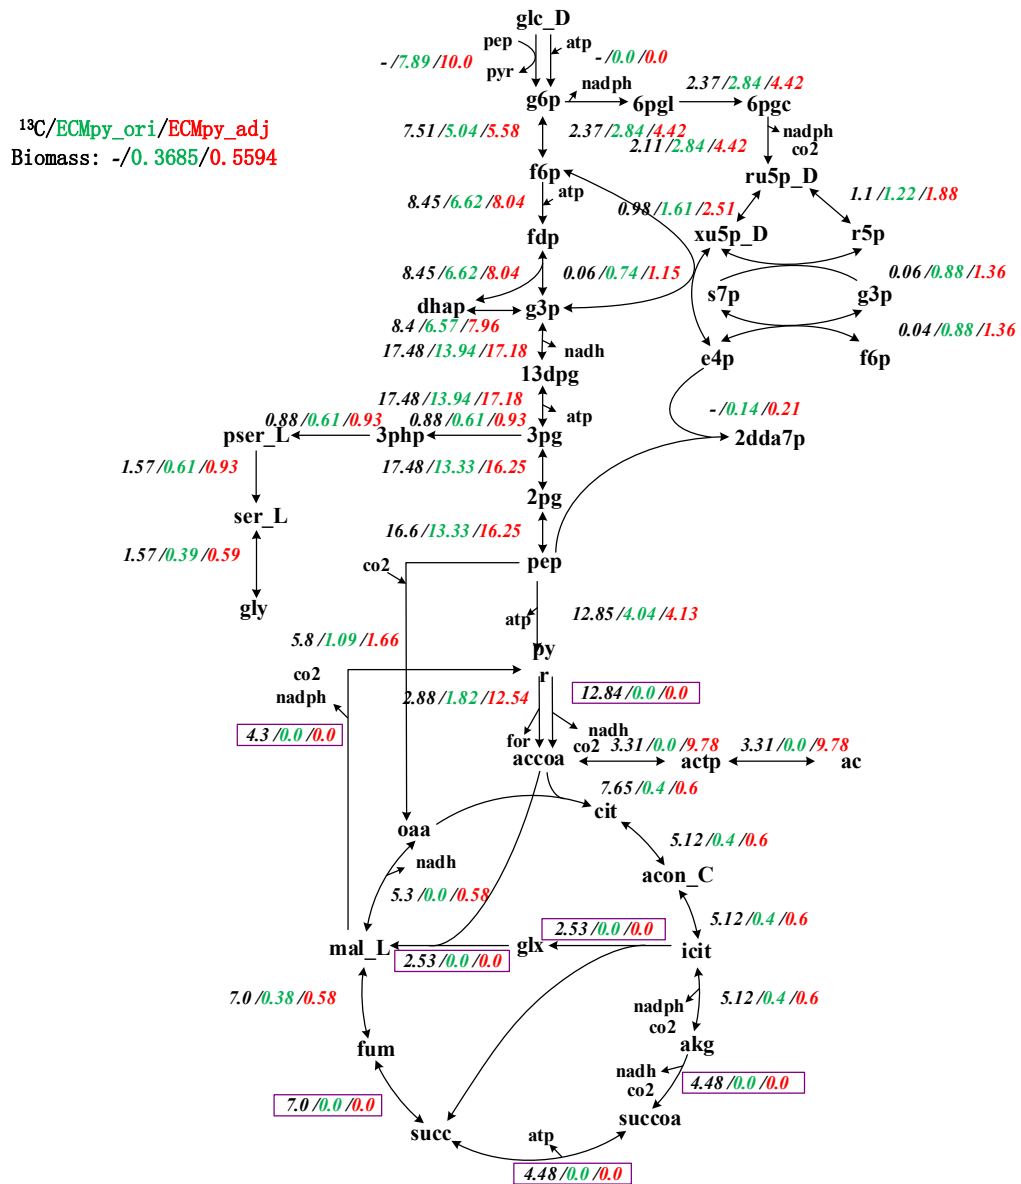 glc_D
pep
atp
- /7.89 /10.0
- /0.0 /0.0
pyr
nadph
2.37 /2.84 /4.42
g6p
6pgl
6pgc
¹³C/ECMpy_ori/ECMpy_adj
Biomass: -/0.3685/0.5594
7.51 /5.04 /5.58
2.37 /2.84 /4.42
2.11 /2.84 /4.42
nadph
co2
f6p
ru5p_D
8.45 /6.62 /8.04
atp
0.98 /1.61 /2.51
1.1 /1.22 /1.88
fdp
xu5p_D
r5p
8.45 /6.62 /8.04
0.06 /0.74 /1.15
0.06 /0.88 /1.36
dhap
g3p
s7p
g3p
8.4 /6.57 /7.96
17.48 /13.94 /17.18
nadh
0.04 /0.88 /1.36
e4p
f6p
13dpg
17.48 /13.94 /17.18
atp
- /0.14 /0.21
0.88 /0.61 /0.93
0.88 /0.61 /0.93
pser_L
3php
3pg
2dda7p
1.57 /0.61 /0.93
17.48 /13.33 /16.25
2pg
ser_L
16.6 /13.33 /16.25
1.57 /0.39 /0.59
co2
pep
gly
atp
12.85 /4.04 /4.13
5.8 /1.09 /1.66
py
r
co2
nadph
2.88 /1.82 /12.54
12.84 /0.0 /0.0
4.3 /0.0 /0.0
for
nadh
co2
accoa
3.31 /0.0 /9.78
actp
3.31 /0.0 /9.78
ac
7.65 /0.4 /0.6
cit
oaa
nadh
5.12 /0.4 /0.6
acon_C
5.3 /0.0 /0.58
5.12 /0.4 /0.6
2.53 /0.0 /0.0
mal_L
glx
icit
2.53 /0.0 /0.0
7.0 /0.38 /0.58
5.12 /0.4 /0.6
nadph
co2
fum
akg
nadh
co2
4.48 /0.0 /0.0
7.0 /0.0 /0.0
succoa
succ
atp
4.48 /0.0 /0.0